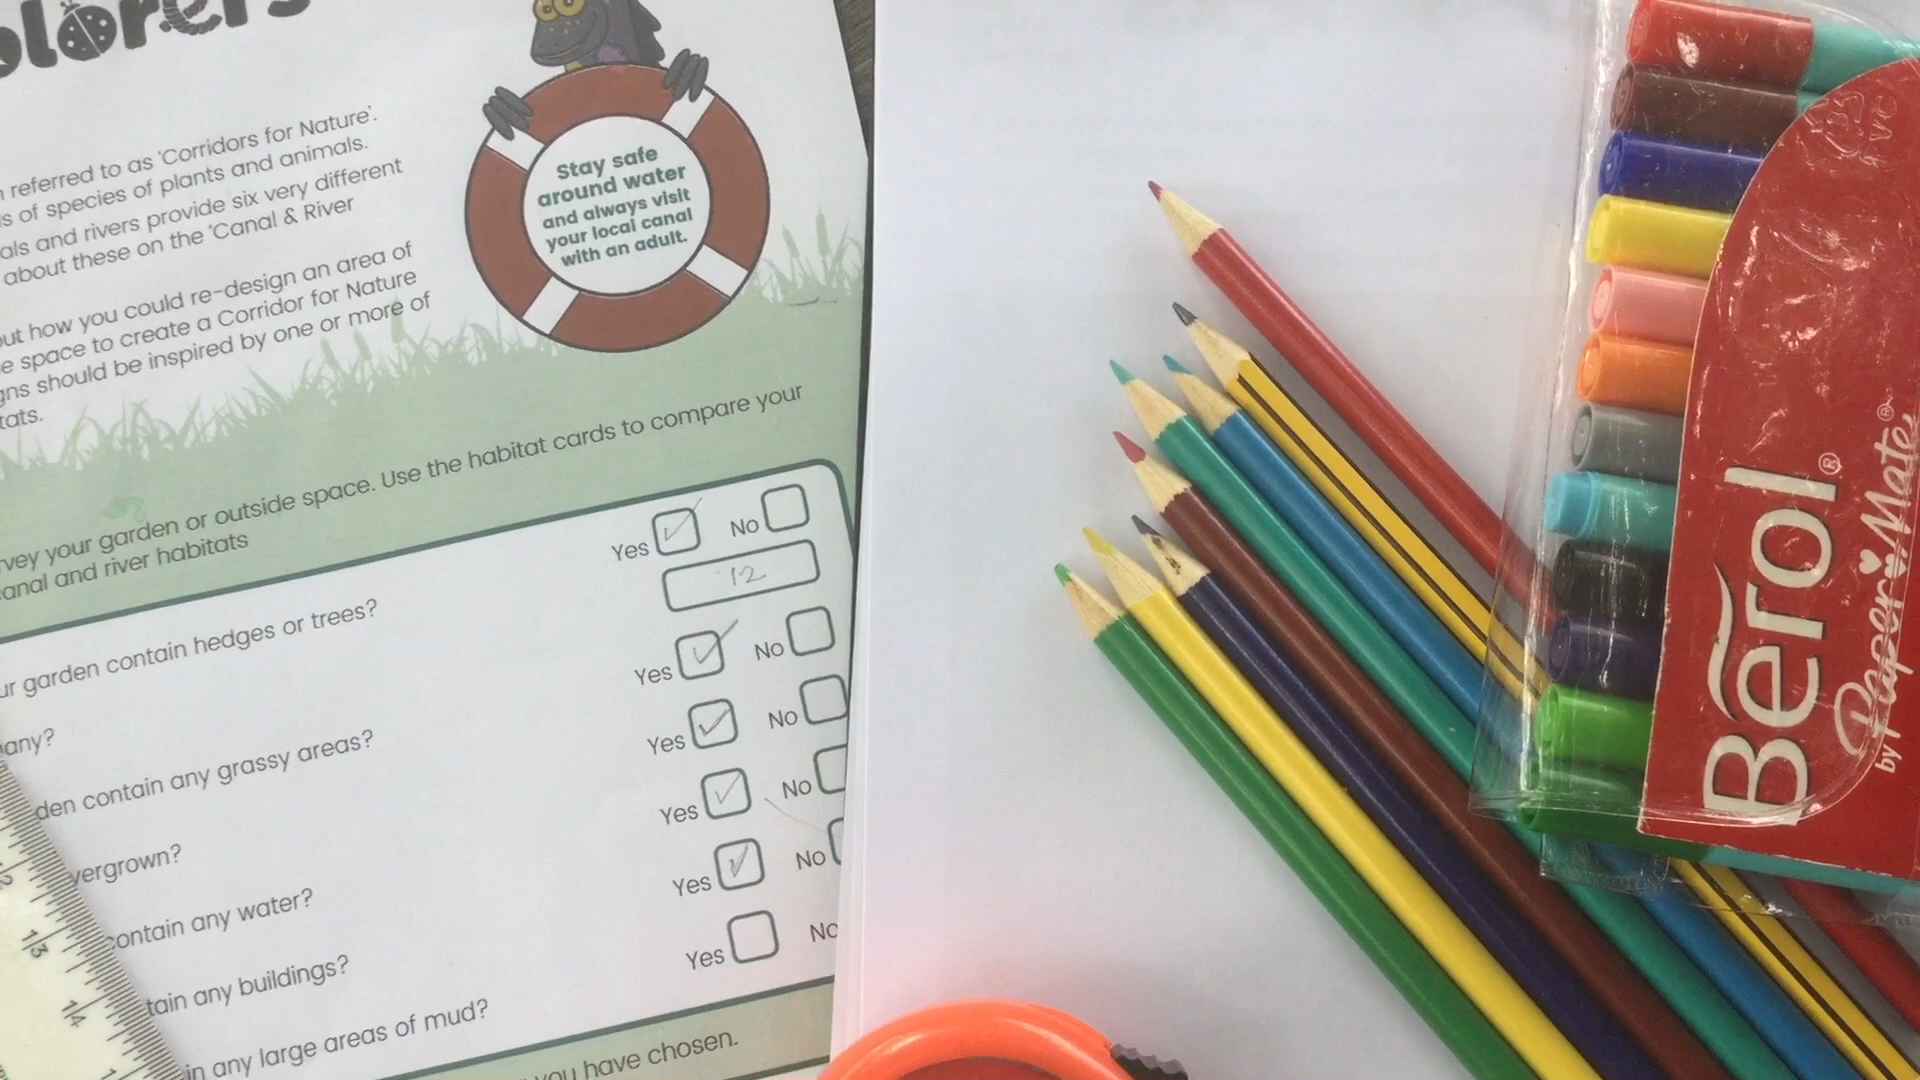 plorers
referred to as 'Corridors for Nature'.
s of species of plants and animals.
als and rivers provide six very different
about these on the 'Canal & River
out how you could re-design an area of
e space to create a Corridor for Nature
gns should be inspired by one or more of
tats.
Stay safe
around water
and always visit
your local canal
with an adult.
rvey your garden or outside space. Use the habitat cards to compare your
canal and river habitats
ur garden contain hedges or trees? Yes No
any? 12
den contain any grassy areas? Yes No
vergrown? Yes No
contain any water? Yes No
tain any buildings? Yes No
in any large areas of mud? Yes No
you have chosen.
13
14
Berol®
by Paper Mate®